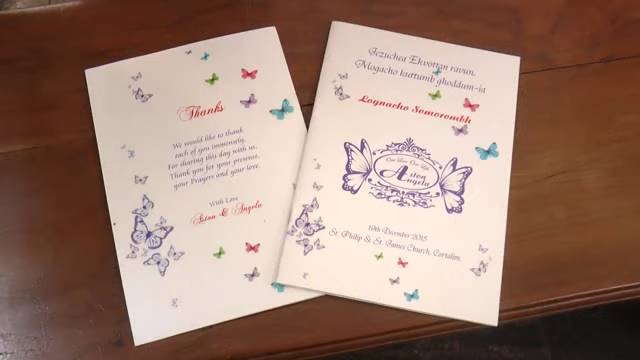 Thanks
We would like to thank
each of you immensely,
For sharing this day with us.
Thank you for your presents,
your Prayers and your love.
With Love
Aston & Angela
Jezuchea Ekvottan ravun,
Mogacho kuttumb ghoddum-ia
Lognacho Somorombh
One Love One Life
Aston
Angela
19th December 2015
St. Philip & St. James Church, Cortalim.